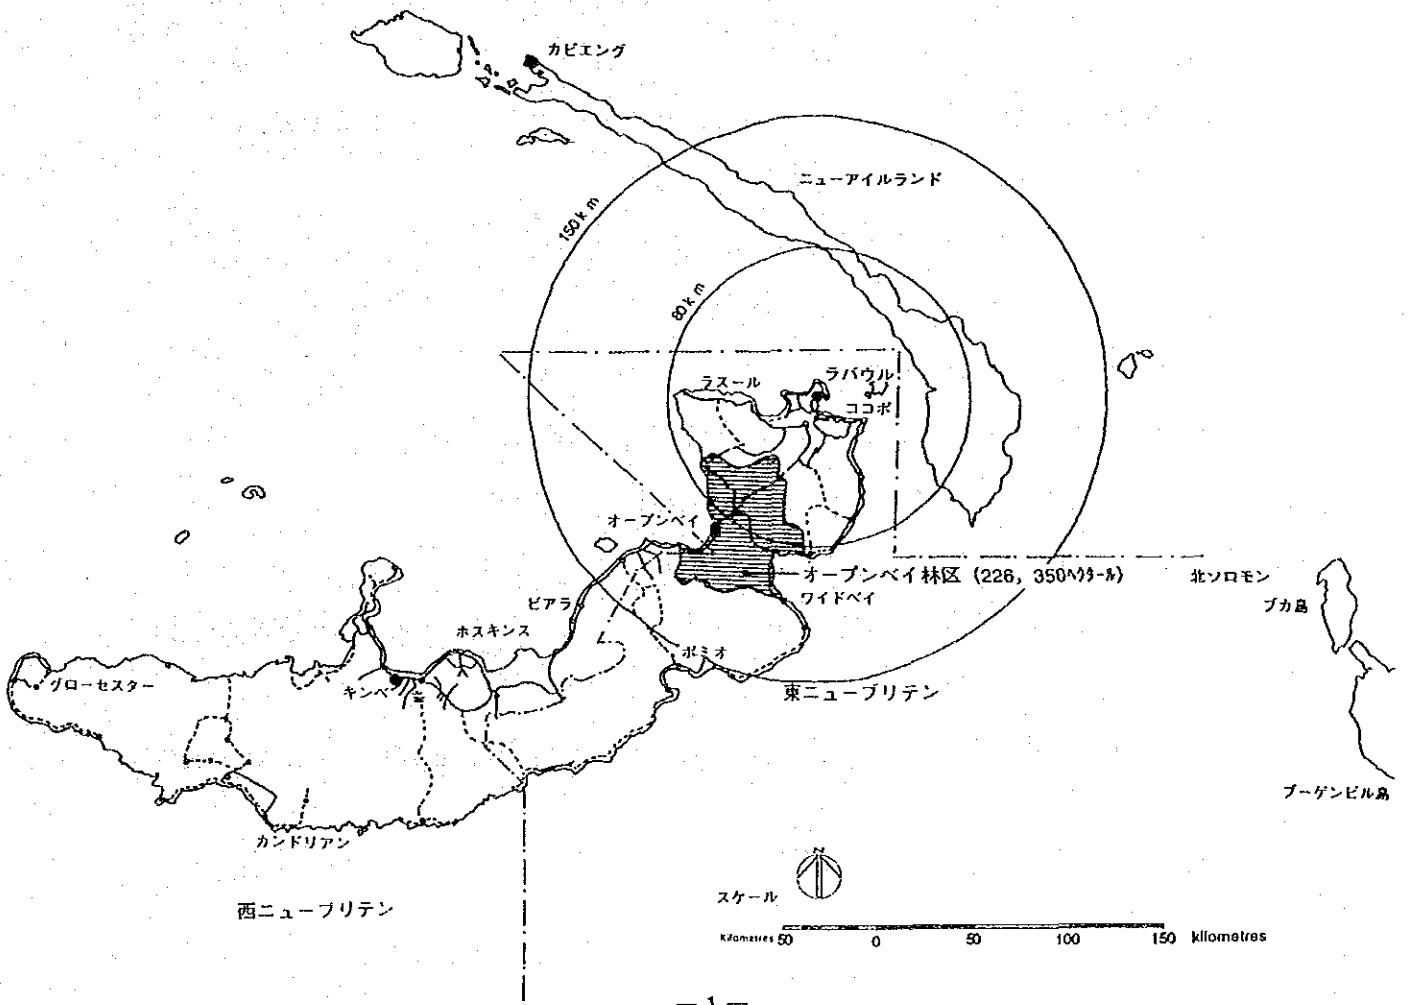 カビエング
ニューアイルランド
150km
80km
ラスール
ラバウル
ココポ
オープンベイ
オープンベイ林区(226,350ヘクタール)
北ソロモン
ワイドベイ
ブカ島
ビアラ
ホスキンス
ポミオ
グローセスター
キンベ
東ニューブリテン
ブーゲンビル島
カンドリアン
N
スケール
西ニューブリテン
Kilometres 50 0 50 100 150 kilometres
— 1 —